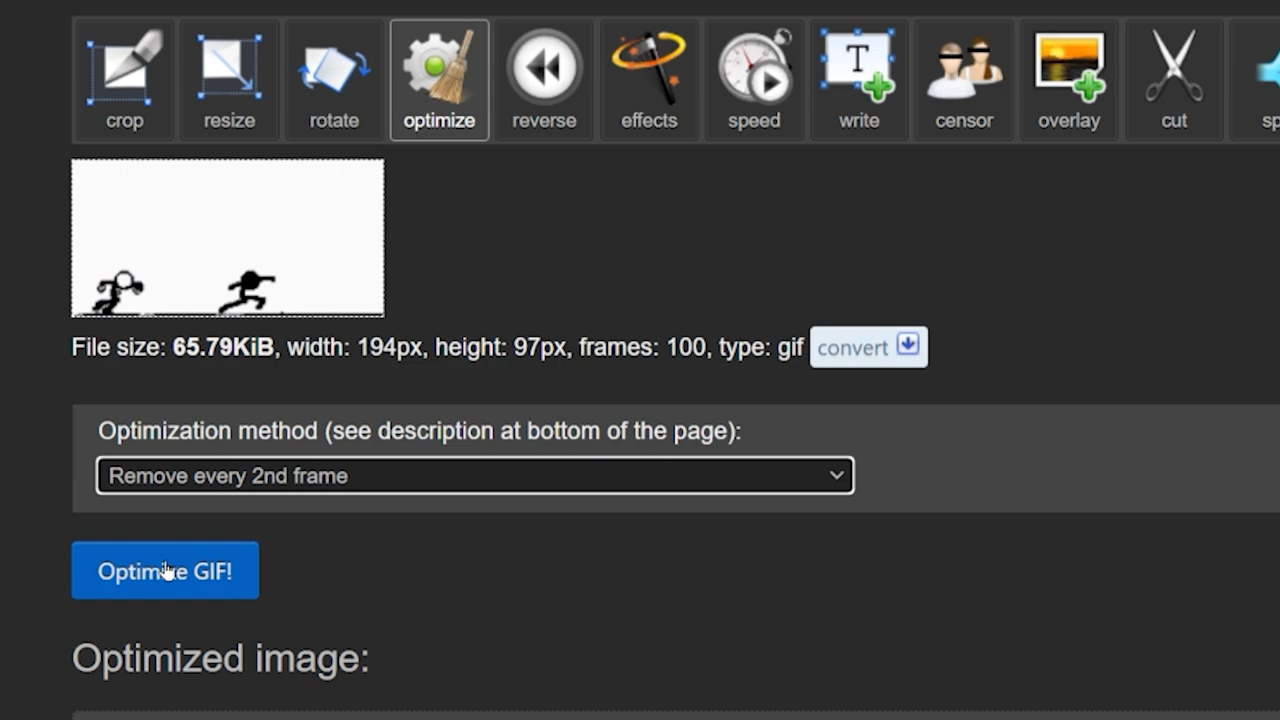 crop resize rotate optimize reverse effects speed write censor overlay cut
T
File size: 65.79KiB, width: 194px, height: 97px, frames: 100, type: gif convert
Optimization method (see description at bottom of the page):
Remove every 2nd frame
Optimize GIF!
Optimized image: